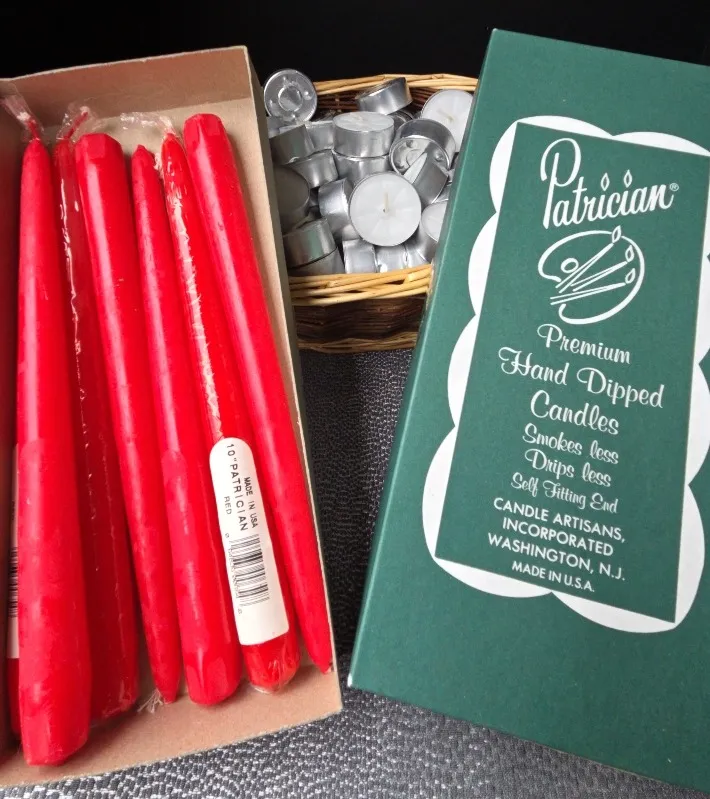 MADE IN USA
10" PATRICIAN
RED
Patrician®
Premium
Hand Dipped
Candles
Smokes less
Drips less
Self Fitting End
CANDLE ARTISANS,
INCORPORATED
WASHINGTON, N.J.
MADE IN U.S.A.